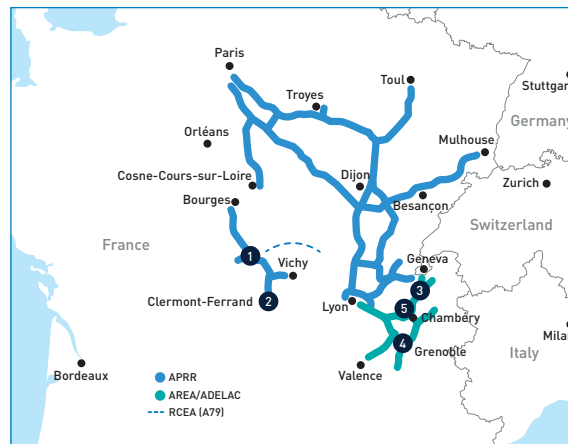 Paris
Toul
Troyes
Stuttgar
Orléans
Germany
Mulhouse
Cosne-Cours-sur-Loire
Dijon
Zurich
Bourges
Besançon
Switzerland
France
1
Vichy
Geneva
3
Clermont-Ferrand
2
Lyon
5
Chambéry
Milan
4
Grenoble
Italy
Bordeaux
Valence
APRR
AREA/ADELAC
RCEA (A79)